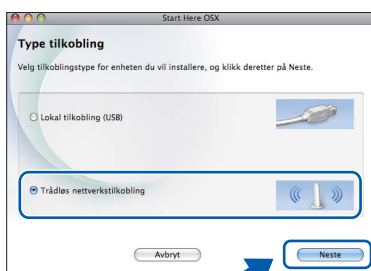 Start Here OSX
Type tilkobling
Velg tilkoblingstype for enheten du vil installere, og klikk deretter på Neste.
Lokal tilkobling (USB)
Trådløs nettverkstilkobling
Avbryt
Neste